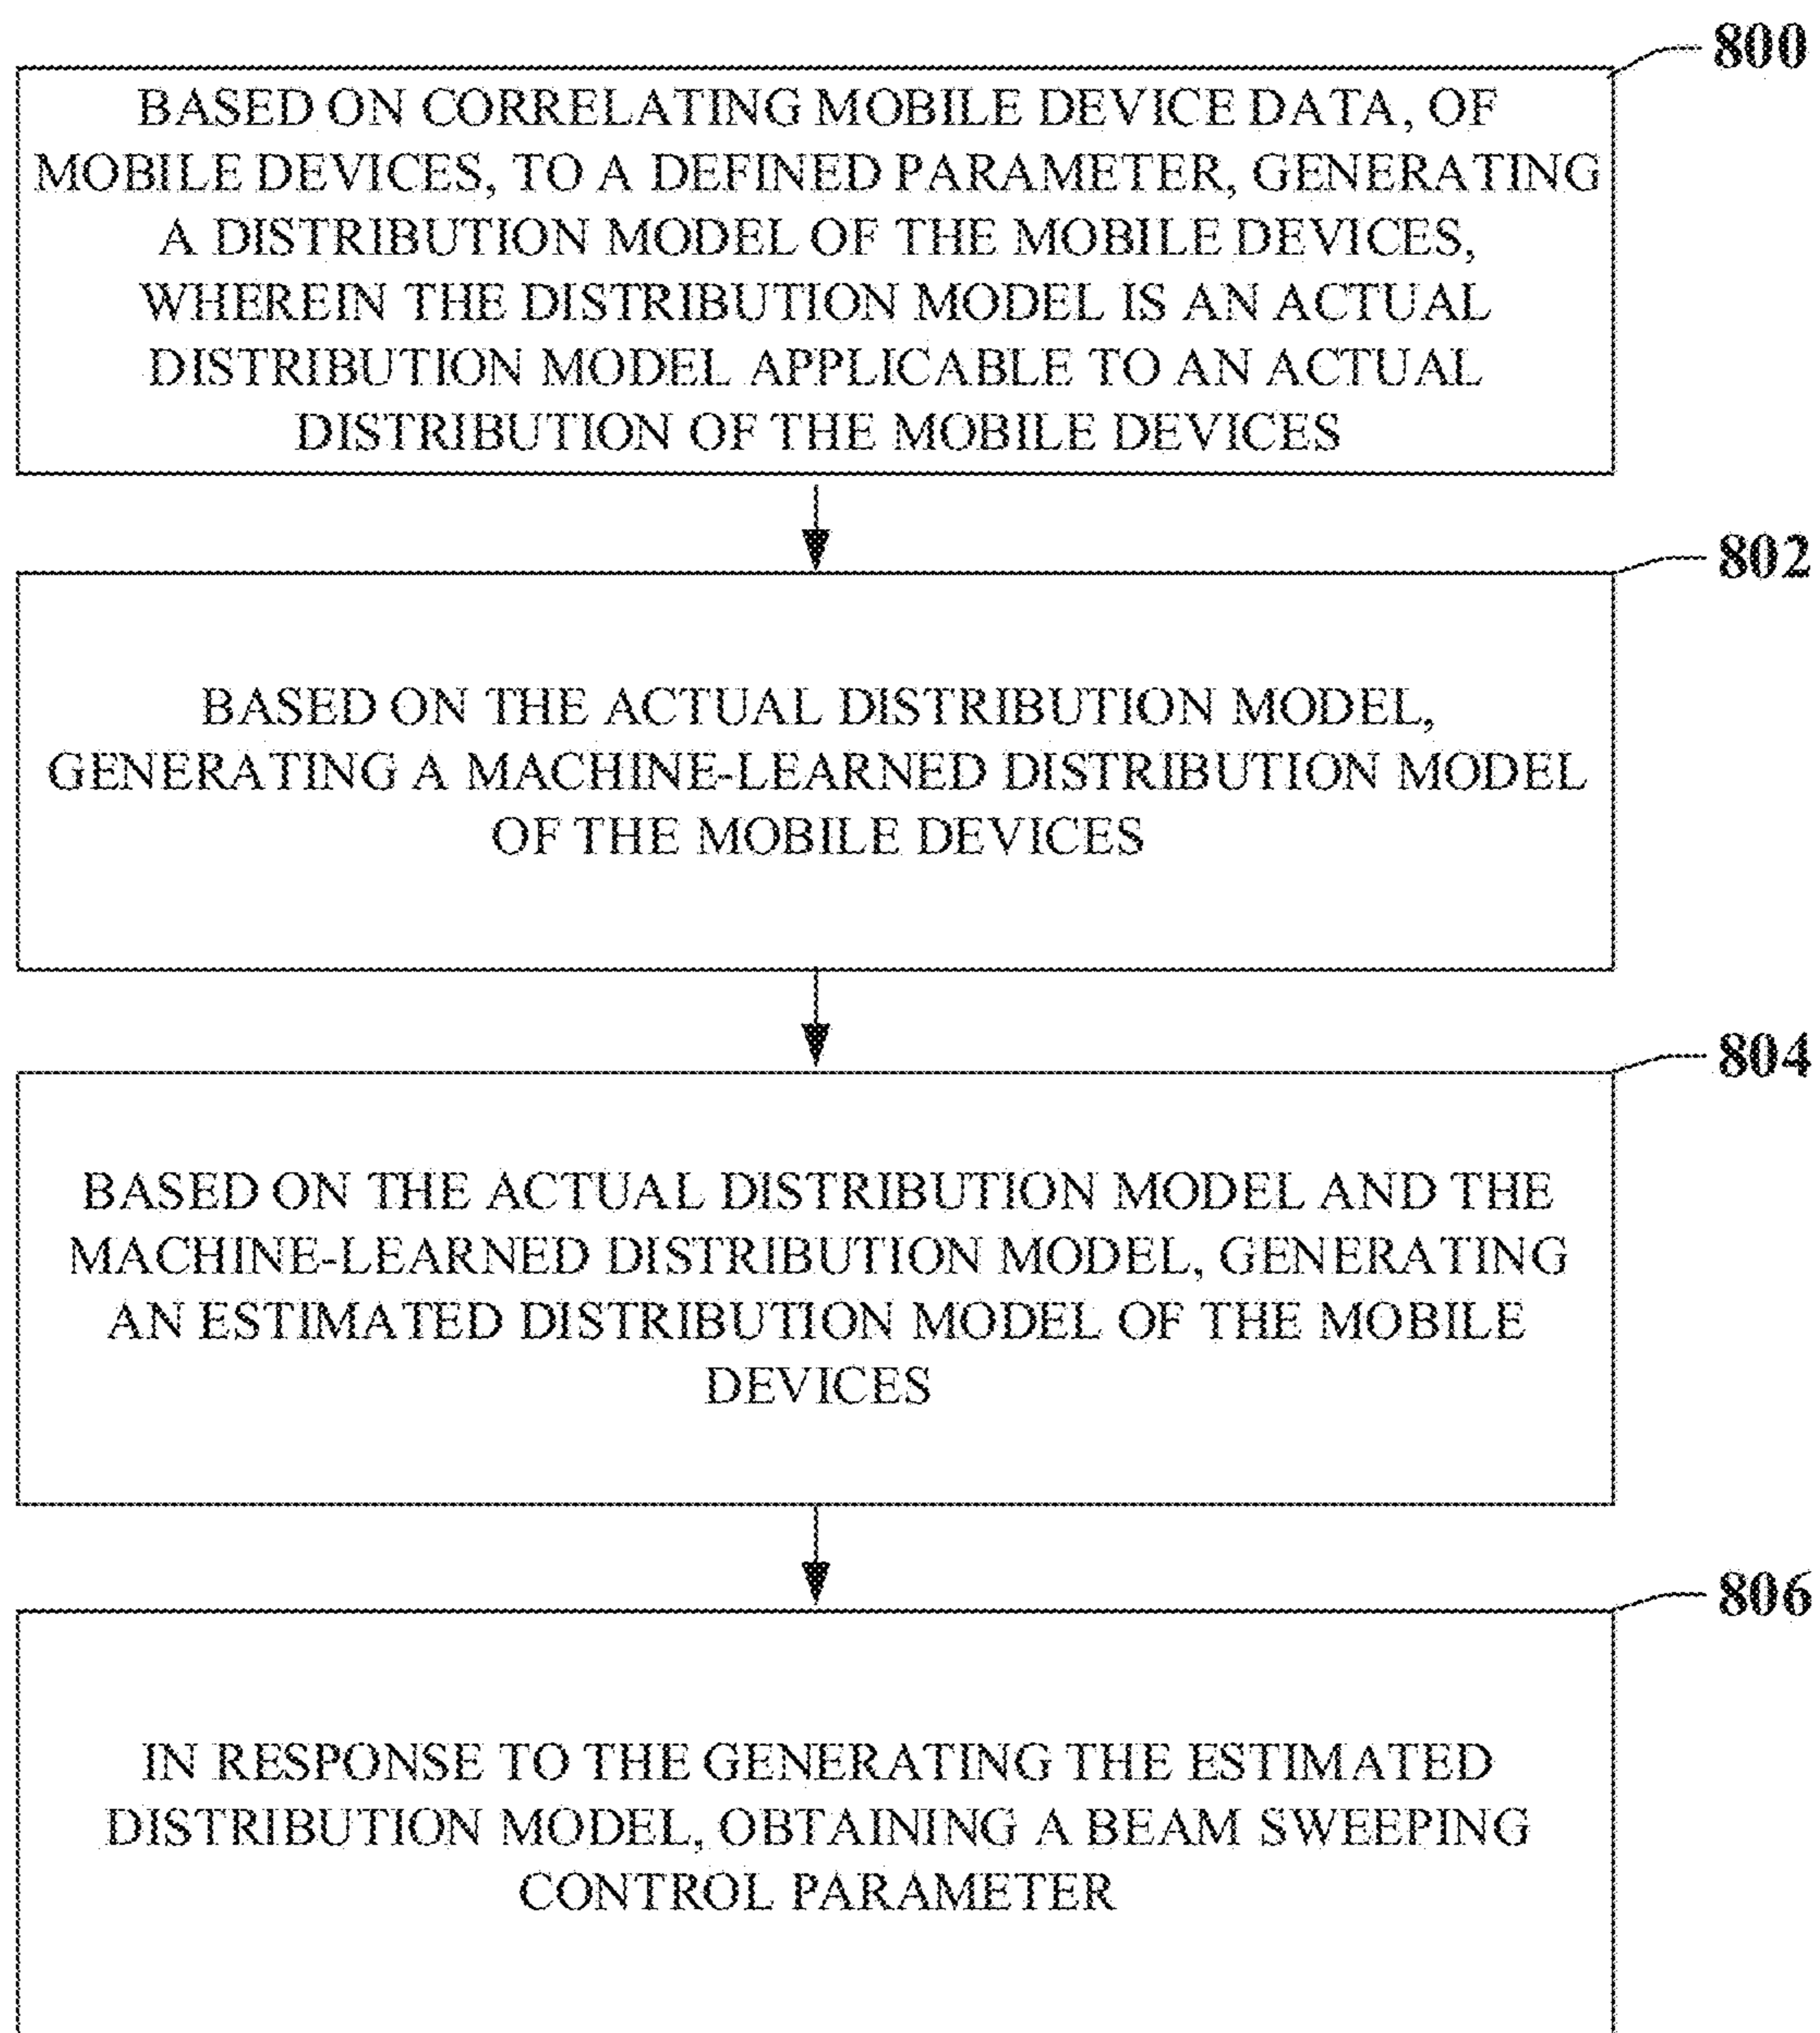 800
BASED ON CORRELATING MOBILE DEVICE DATA, OF
MOBILE DEVICES, TO A DEFINED PARAMETER, GENERATING
A DISTRIBUTION MODEL OF THE MOBILE DEVICES,
WHEREIN THE DISTRIBUTION MODEL IS AN ACTUAL
DISTRIBUTION MODEL APPLICABLE TO AN ACTUAL
DISTRIBUTION OF THE MOBILE DEVICES
802
BASED ON THE ACTUAL DISTRIBUTION MODEL,
GENERATING A MACHINE-LEARNED DISTRIBUTION MODEL
OF THE MOBILE DEVICES
804
BASED ON THE ACTUAL DISTRIBUTION MODEL AND THE
MACHINE-LEARNED DISTRIBUTION MODEL, GENERATING
AN ESTIMATED DISTRIBUTION MODEL OF THE MOBILE
DEVICES
806
IN RESPONSE TO THE GENERATING THE ESTIMATED
DISTRIBUTION MODEL, OBTAINING A BEAM SWEEPING
CONTROL PARAMETER